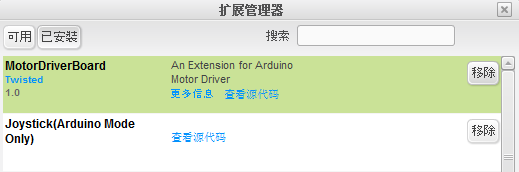 扩展管理器
可用 已安装 搜索
MotorDriverBoard An Extension for Arduino
Twisted Motor Driver 移除
1.0 更多信息 查看源代码
Joystick(Arduino Mode
Only) 查看源代码 移除